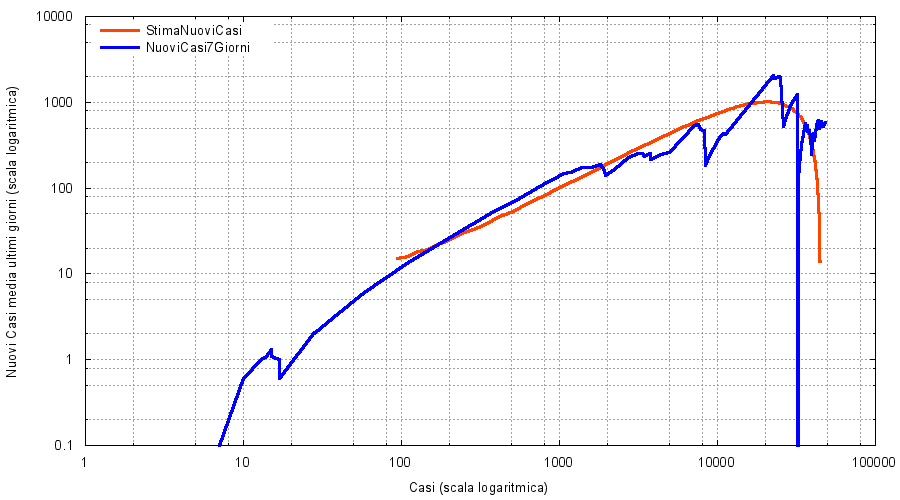 10000
StimaNuoviCasi
NuoviCasi7Giorni
1000
100
10
1
0.1
Nuovi Casi media ultimi giorni (scala logaritmica)
1 10 100 1000 10000 100000
Casi (scala logaritmica)